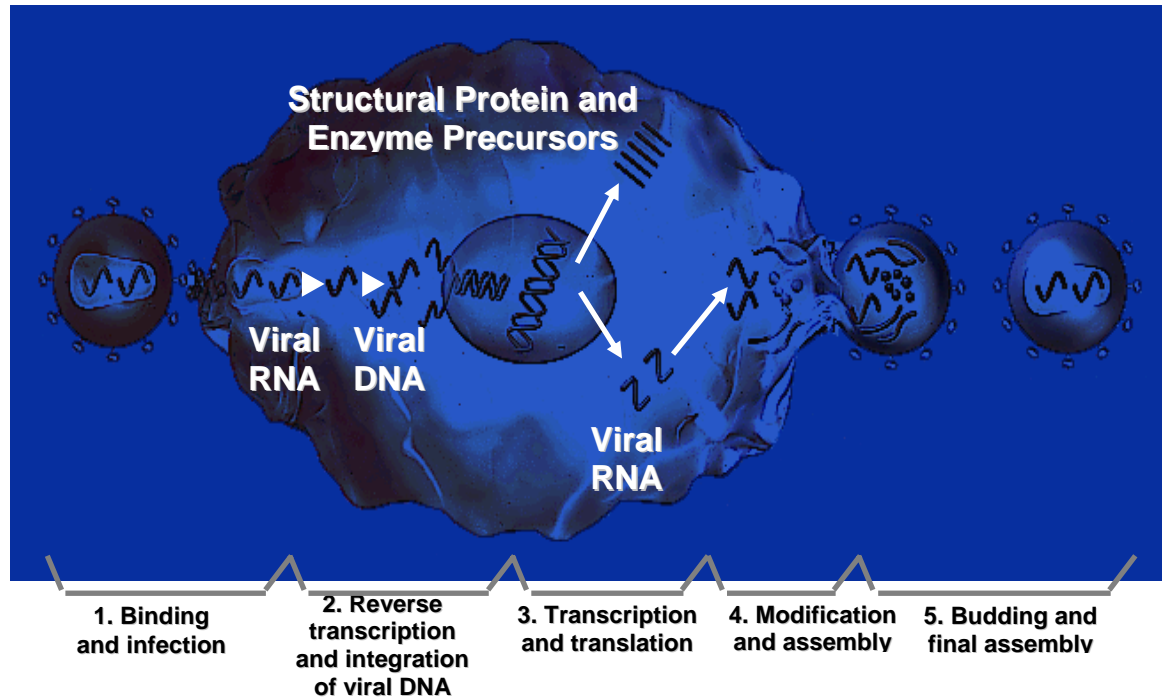 Structural Protein and
Enzyme Precursors
Viral
RNA
Viral
DNA
Viral
RNA
1. Binding
and infection
2. Reverse
transcription
and integration
of viral DNA
3. Transcription
and translation
4. Modification
and assembly
5. Budding and
final assembly